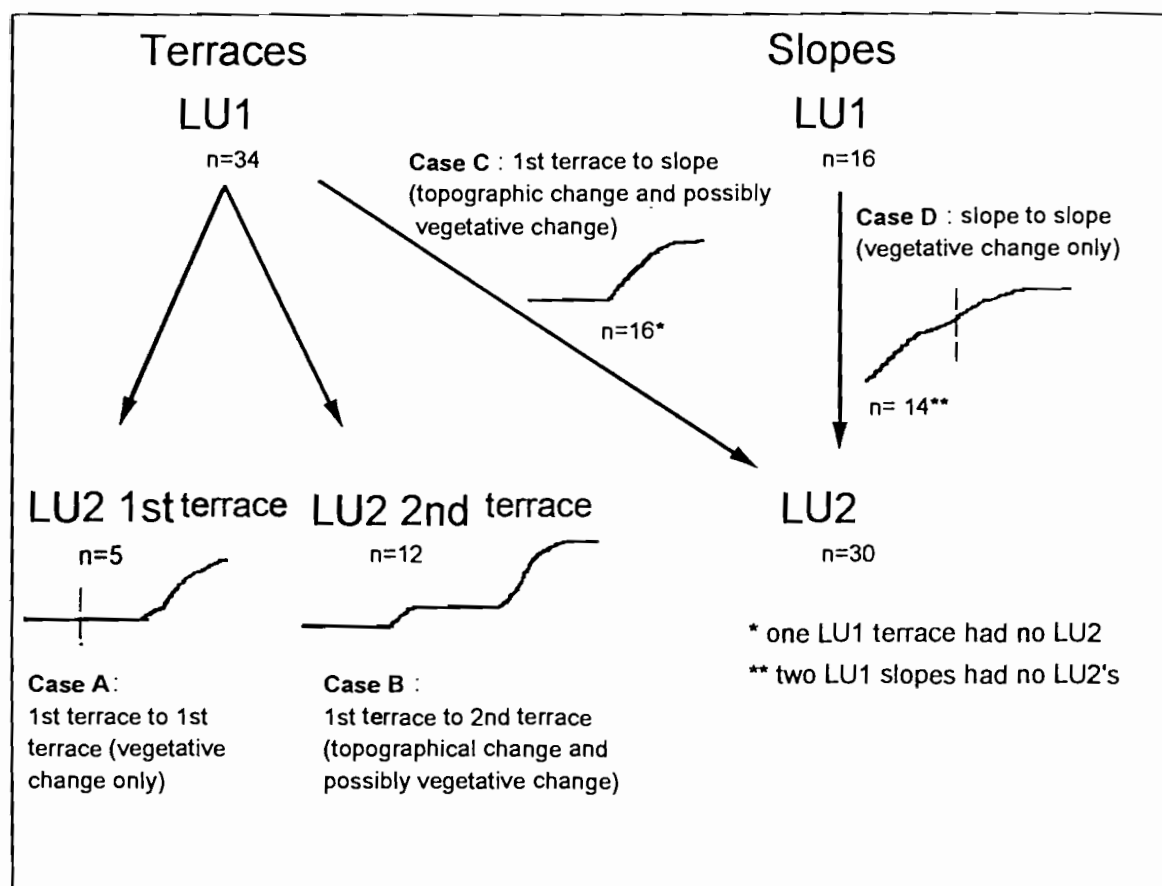 Terraces
LU1
n=34
Slopes
LU1
n=16
Case C : 1st terrace to slope
(topographic change and possibly
vegetative change)
n=16*
Case D : slope to slope
(vegetative change only)
n= 14**
LU2 1st terrace
n=5
LU2 2nd terrace
n=12
LU2
n=30
Case A:
1st terrace to 1st
terrace (vegetative
change only)
Case B :
1st terrace to 2nd terrace
(topographical change and
possibly vegetative change)
* one LU1 terrace had no LU2
** two LU1 slopes had no LU2's